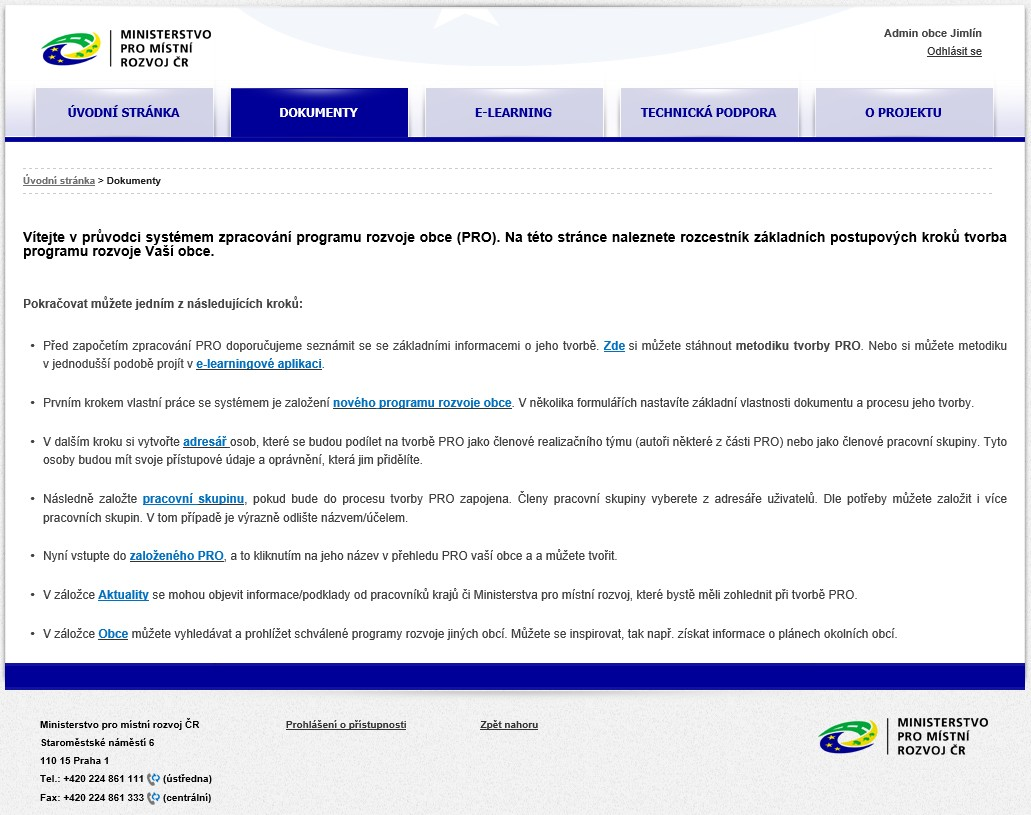 MINISTERSTVO
PRO MÍSTNÍ
ROZVOJ ČR
Admin obce Jimlín
Odhlásit se
ÚVODNÍ STRÁNKA
DOKUMENTY
E-LEARNING
TECHNICKÁ PODPORA
O PROJEKTU
Úvodní stránka > Dokumenty
Vítejte v průvodci systémem zpracování programu rozvoje obce (PRO). Na této stránce naleznete rozcestník základních postupových kroků tvorba
programu rozvoje Vaší obce.
Pokračovat můžete jedním z následujících kroků:
• Před započetím zpracování PRO doporučujeme seznámit se se základními informacemi o jeho tvorbě. Zde si můžete stáhnout metodiku tvorby PRO. Nebo si můžete metodiku
v jednodušší podobě projít v e-learningové aplikaci.
• Prvním krokem vlastní práce se systémem je založení nového programu rozvoje obce. V několika formulářích nastavíte základní vlastnosti dokumentu a procesu jeho tvorby.
• V dalším kroku si vytvořte adresář osob, které se budou podílet na tvorbě PRO jako členové realizačního týmu (autoři některé z části PRO) nebo jako členové pracovní skupiny. Tyto
osoby budou mít svoje přístupové údaje a oprávnění, která jim přidělíte.
• Následně založte pracovní skupinu, pokud bude do procesu tvorby PRO zapojena. Členy pracovní skupiny vyberete z adresáře uživatelů. Dle potřeby můžete založit i více
pracovních skupin. V tom případě je výrazně odlište názvem/účelem.
• Nyní vstupte do založeného PRO, a to kliknutím na jeho název v přehledu PRO vaší obce a a můžete tvořit.
• V záložce Aktuality se mohou objevit informace/podklady od pracovníků krajů či Ministerstva pro místní rozvoj, které bystě měli zohlednit při tvorbě PRO.
• V záložce Obce můžete vyhledávat a prohlížet schválené programy rozvoje jiných obcí. Můžete se inspirovat, tak např. získat informace o plánech okolních obcí.
Ministerstvo pro místní rozvoj ČR
Staroměstské náměstí 6
110 15 Praha 1
Tel.: +420 224 861 111 (ústředna)
Fax: +420 224 861 333 (centrální)
Prohlášení o přístupnosti
Zpět nahoru
MINISTERSTVO
PRO MÍSTNÍ
ROZVOJ ČR